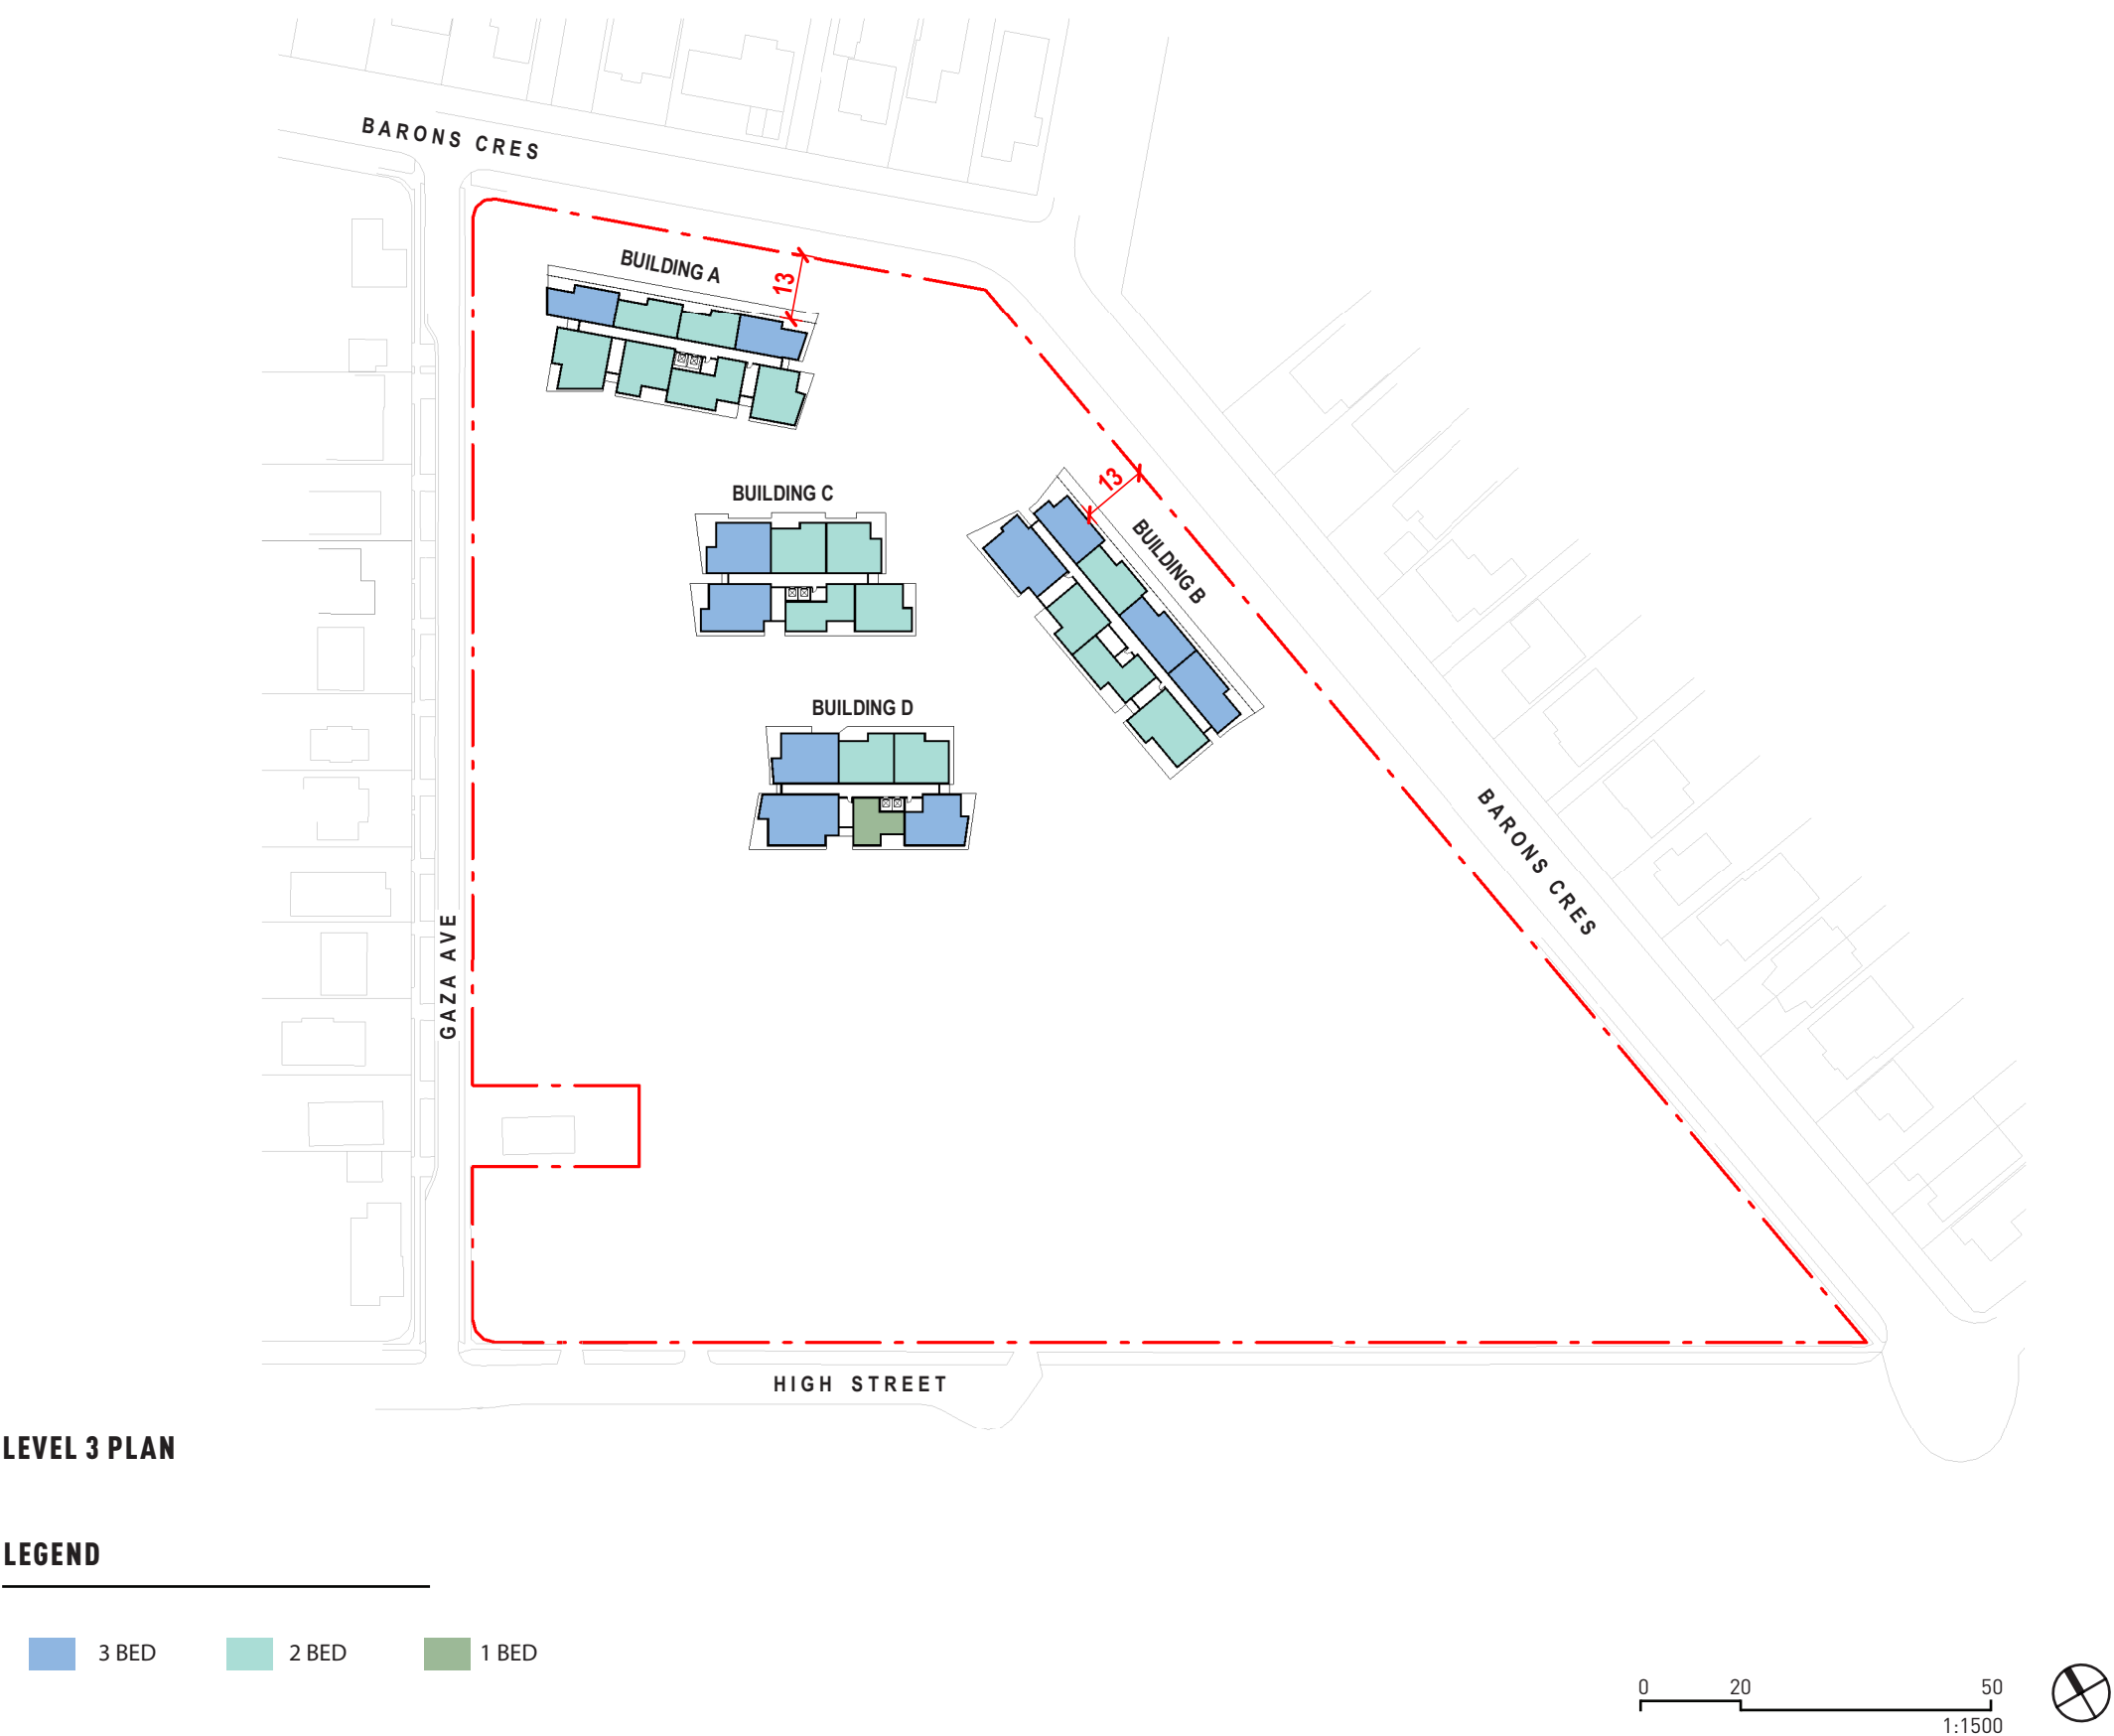 BARONS CRES
BUILDING A
13
13
BUILDING C
BUILDING B
BUILDING D
BARONS CRES
GAZA AVE
HIGH STREET
LEVEL 3 PLAN
LEGEND
3 BED
2 BED
1 BED
0 20 50
1:1500